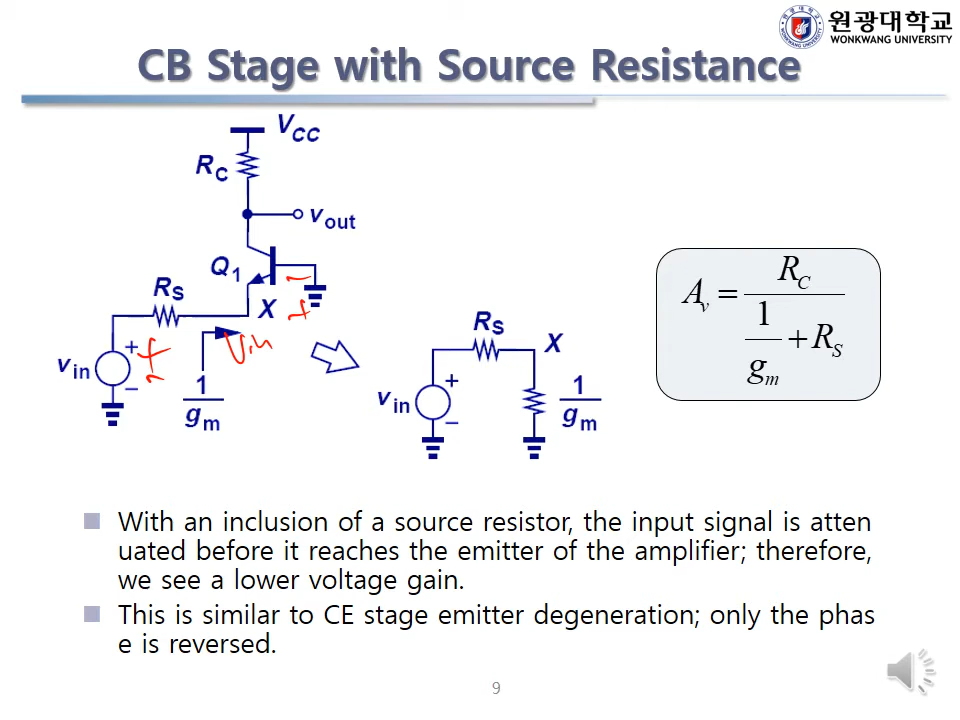 원광대학교
WONKWANG UNIVERSITY
CB Stage with Source Resistance
VCC
RC
vout
Q1
RS
X
vin
+
−
1/gm
Vin
−
+
+
−
RS
X
vin
+
−
1/gm
Av = RC / (1/gm + RS)
With an inclusion of a source resistor, the input signal is atten
uated before it reaches the emitter of the amplifier; therefore,
we see a lower voltage gain.
This is similar to CE stage emitter degeneration; only the phas
e is reversed.
9